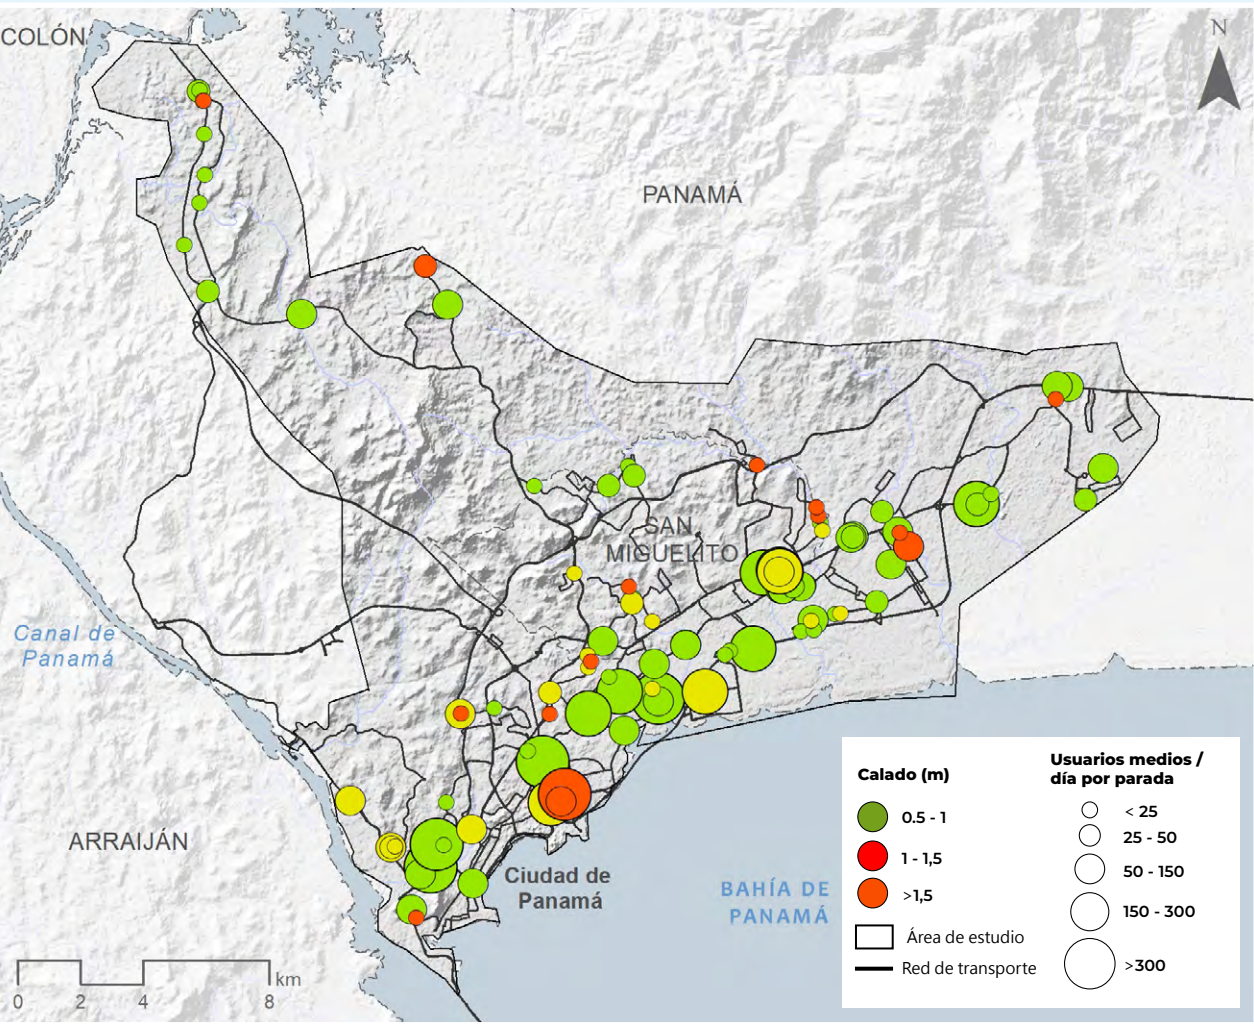 COLÓN
N
PANAMÁ
SAN
MIGUELITO
Canal de
Panamá
ARRAIJÁN
Ciudad de
Panamá
BAHÍA DE
PANAMÁ
km
0 2 4 8
Calado (m)
0.5 - 1
1 - 1,5
>1,5
Área de estudio
Red de transporte
Usuarios medios /
día por parada
< 25
25 - 50
50 - 150
150 - 300
>300